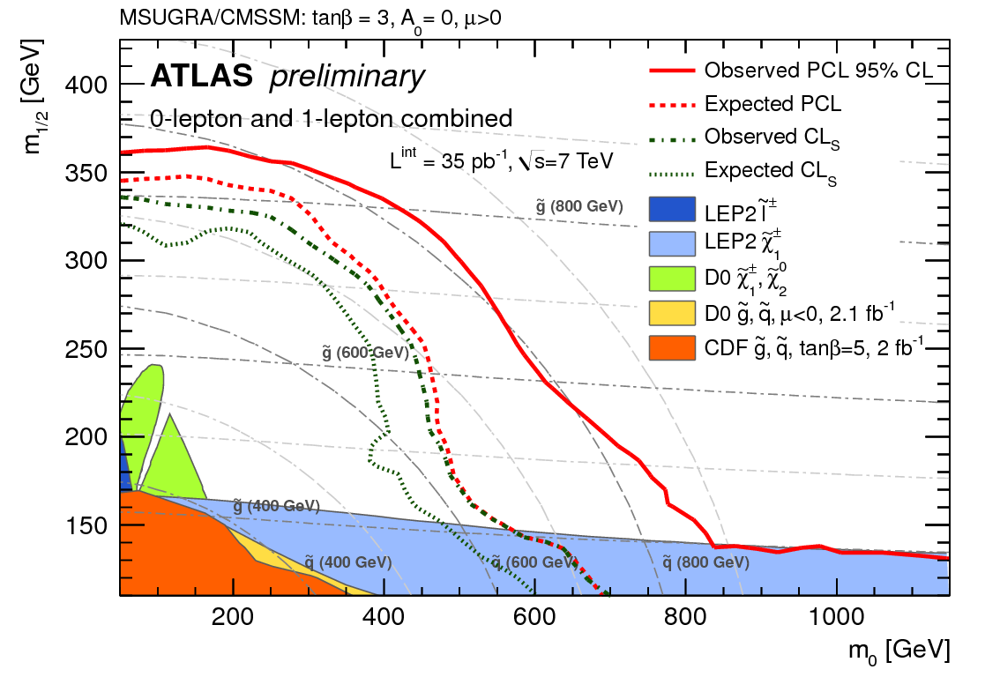 MSUGRA/CMSSM: tanβ = 3, A₀= 0, μ>0
m₁/₂ [GeV]
400
350
300
250
200
150
ATLAS preliminary
0-lepton and 1-lepton combined
Lⁱⁿᵗ = 35 pb⁻¹, √s=7 TeV
Observed PCL 95% CL
Expected PCL
Observed CL_S
Expected CL_S
LEP2 l̃^±
LEP2 χ̃₁^±
D0 χ̃₁^±, χ̃₂⁰
D0 g̃, q̃, μ<0, 2.1 fb⁻¹
CDF g̃, q̃, tanβ=5, 2 fb⁻¹
g̃ (800 GeV)
g̃ (600 GeV)
g̃ (400 GeV)
q̃ (400 GeV)
q̃ (600 GeV)
q̃ (800 GeV)
200
400
600
800
1000
m₀ [GeV]